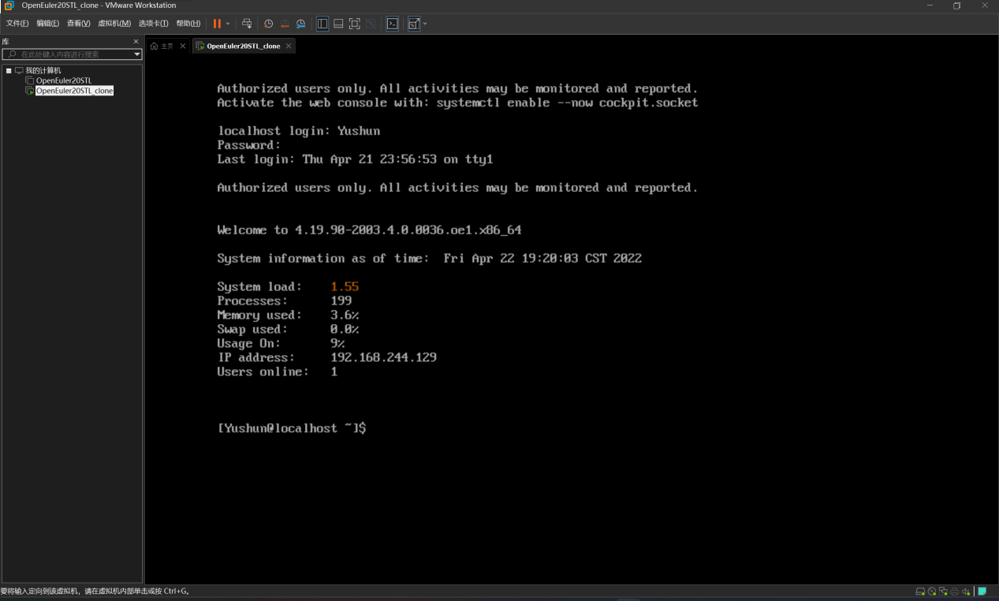 OpenEuler20STL_clone - VMware Workstation
文件(F) 编辑(E) 查看(V) 虚拟机(M) 选项卡(T) 帮助(H)
库
在此处键入内容进行搜索
我的计算机
OpenEuler20STL
OpenEuler20STL_clone
主页 OpenEuler20STL_clone
Authorized users only. All activities may be monitored and reported.
Activate the web console with: systemctl enable --now cockpit.socket
localhost login: Yushun
Password:
Last login: Thu Apr 21 23:56:53 on tty1
Authorized users only. All activities may be monitored and reported.
Welcome to 4.19.90-2003.4.0.0036.oe1.x86_64
System information as of time:  Fri Apr 22 19:20:03 CST 2022
System load:    1.55
Processes:      199
Memory used:    3.6%
Swap used:      0.0%
Usage On:       9%
IP address:     192.168.244.129
Users online:   1
[Yushun@localhost ~]$
要将输入定向到该虚拟机，请在虚拟机内部单击或按 Ctrl+G。